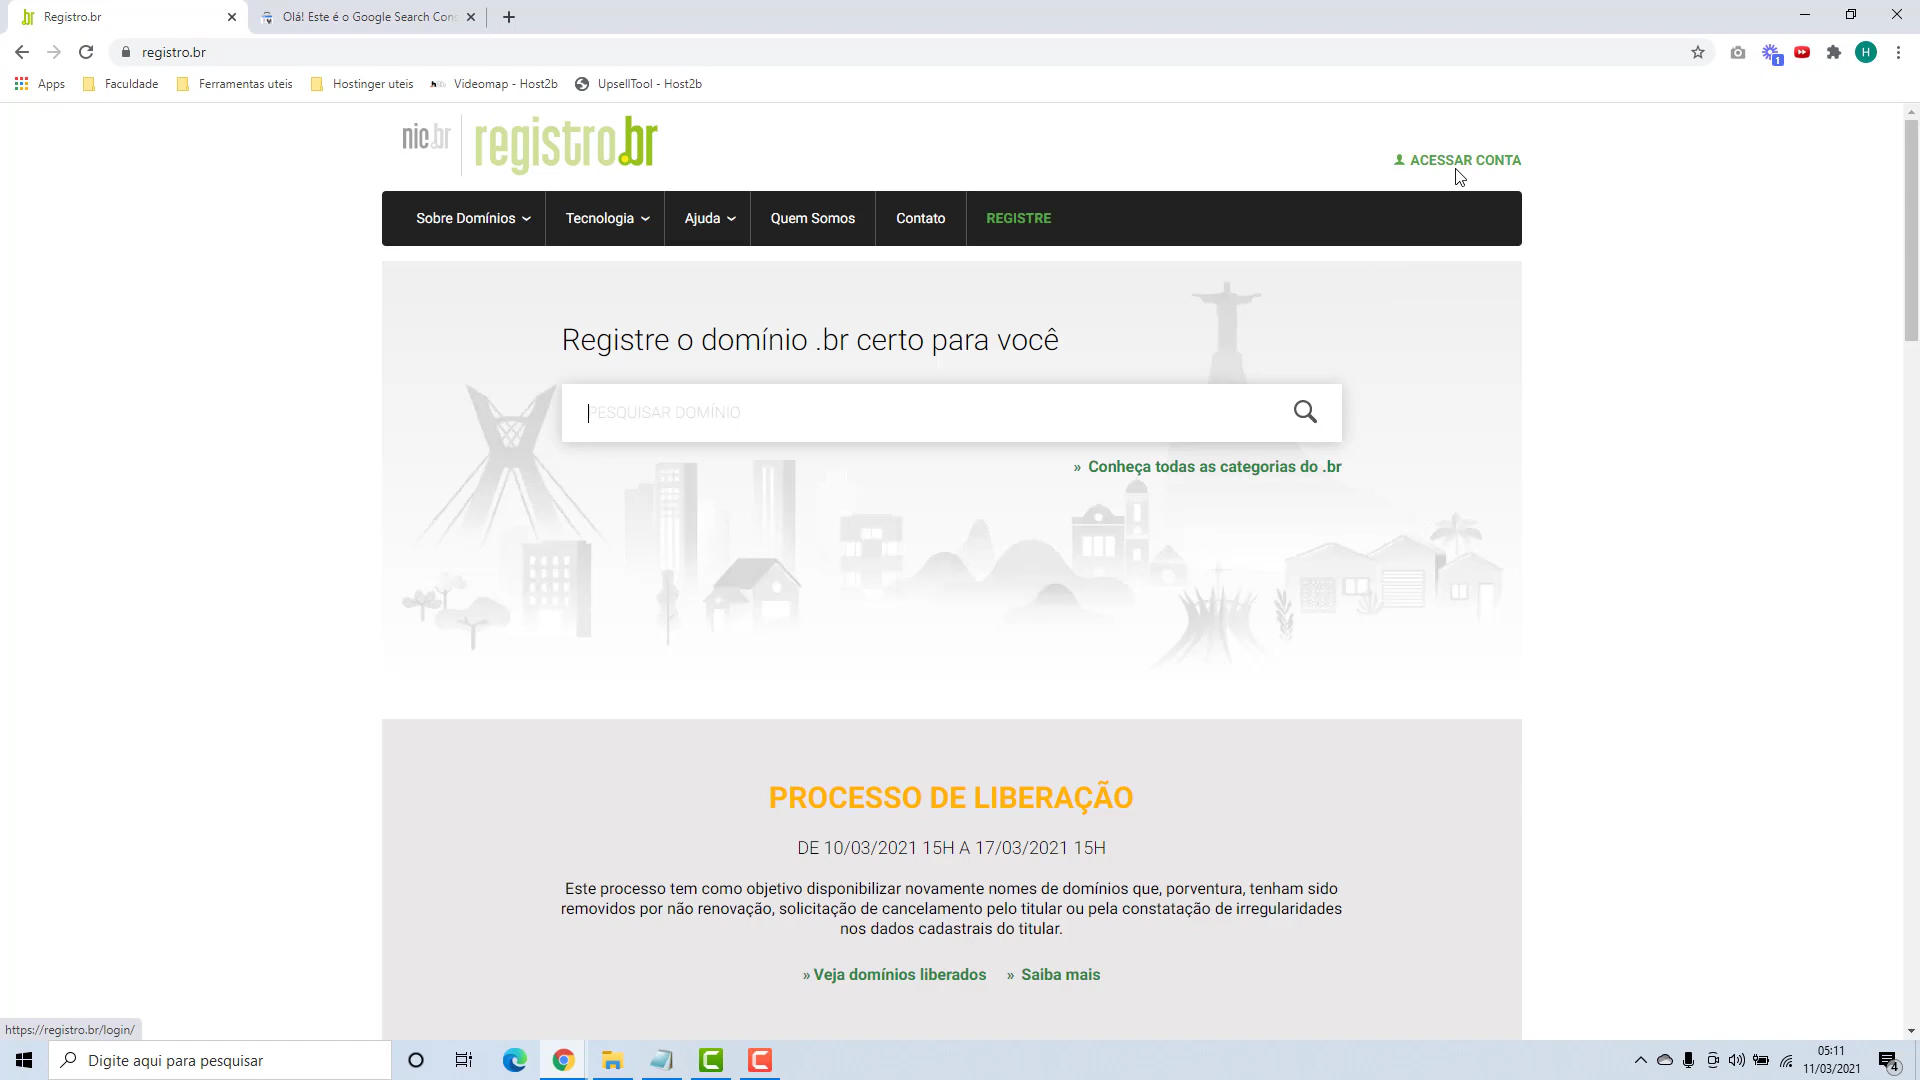 Registro.br
Olá! Este é o Google Search Cons
registro.br
H
1
Apps
Faculdade
Ferramentas uteis
Hostinger uteis
Videomap - Host2b
UpsellTool - Host2b
nic.br
registro.br
ACESSAR CONTA
Sobre Domínios
Tecnologia
Ajuda
Quem Somos
Contato
REGISTRE
Registre o domínio .br certo para você
PESQUISAR DOMÍNIO
» Conheça todas as categorias do .br
PROCESSO DE LIBERAÇÃO
DE 10/03/2021 15H A 17/03/2021 15H
Este processo tem como objetivo disponibilizar novamente nomes de domínios que, porventura, tenham sido
removidos por não renovação, solicitação de cancelamento pelo titular ou pela constatação de irregularidades
nos dados cadastrais do titular.
» Veja domínios liberados » Saiba mais
https://registro.br/login/
Digite aqui para pesquisar
05:11
11/03/2021
4